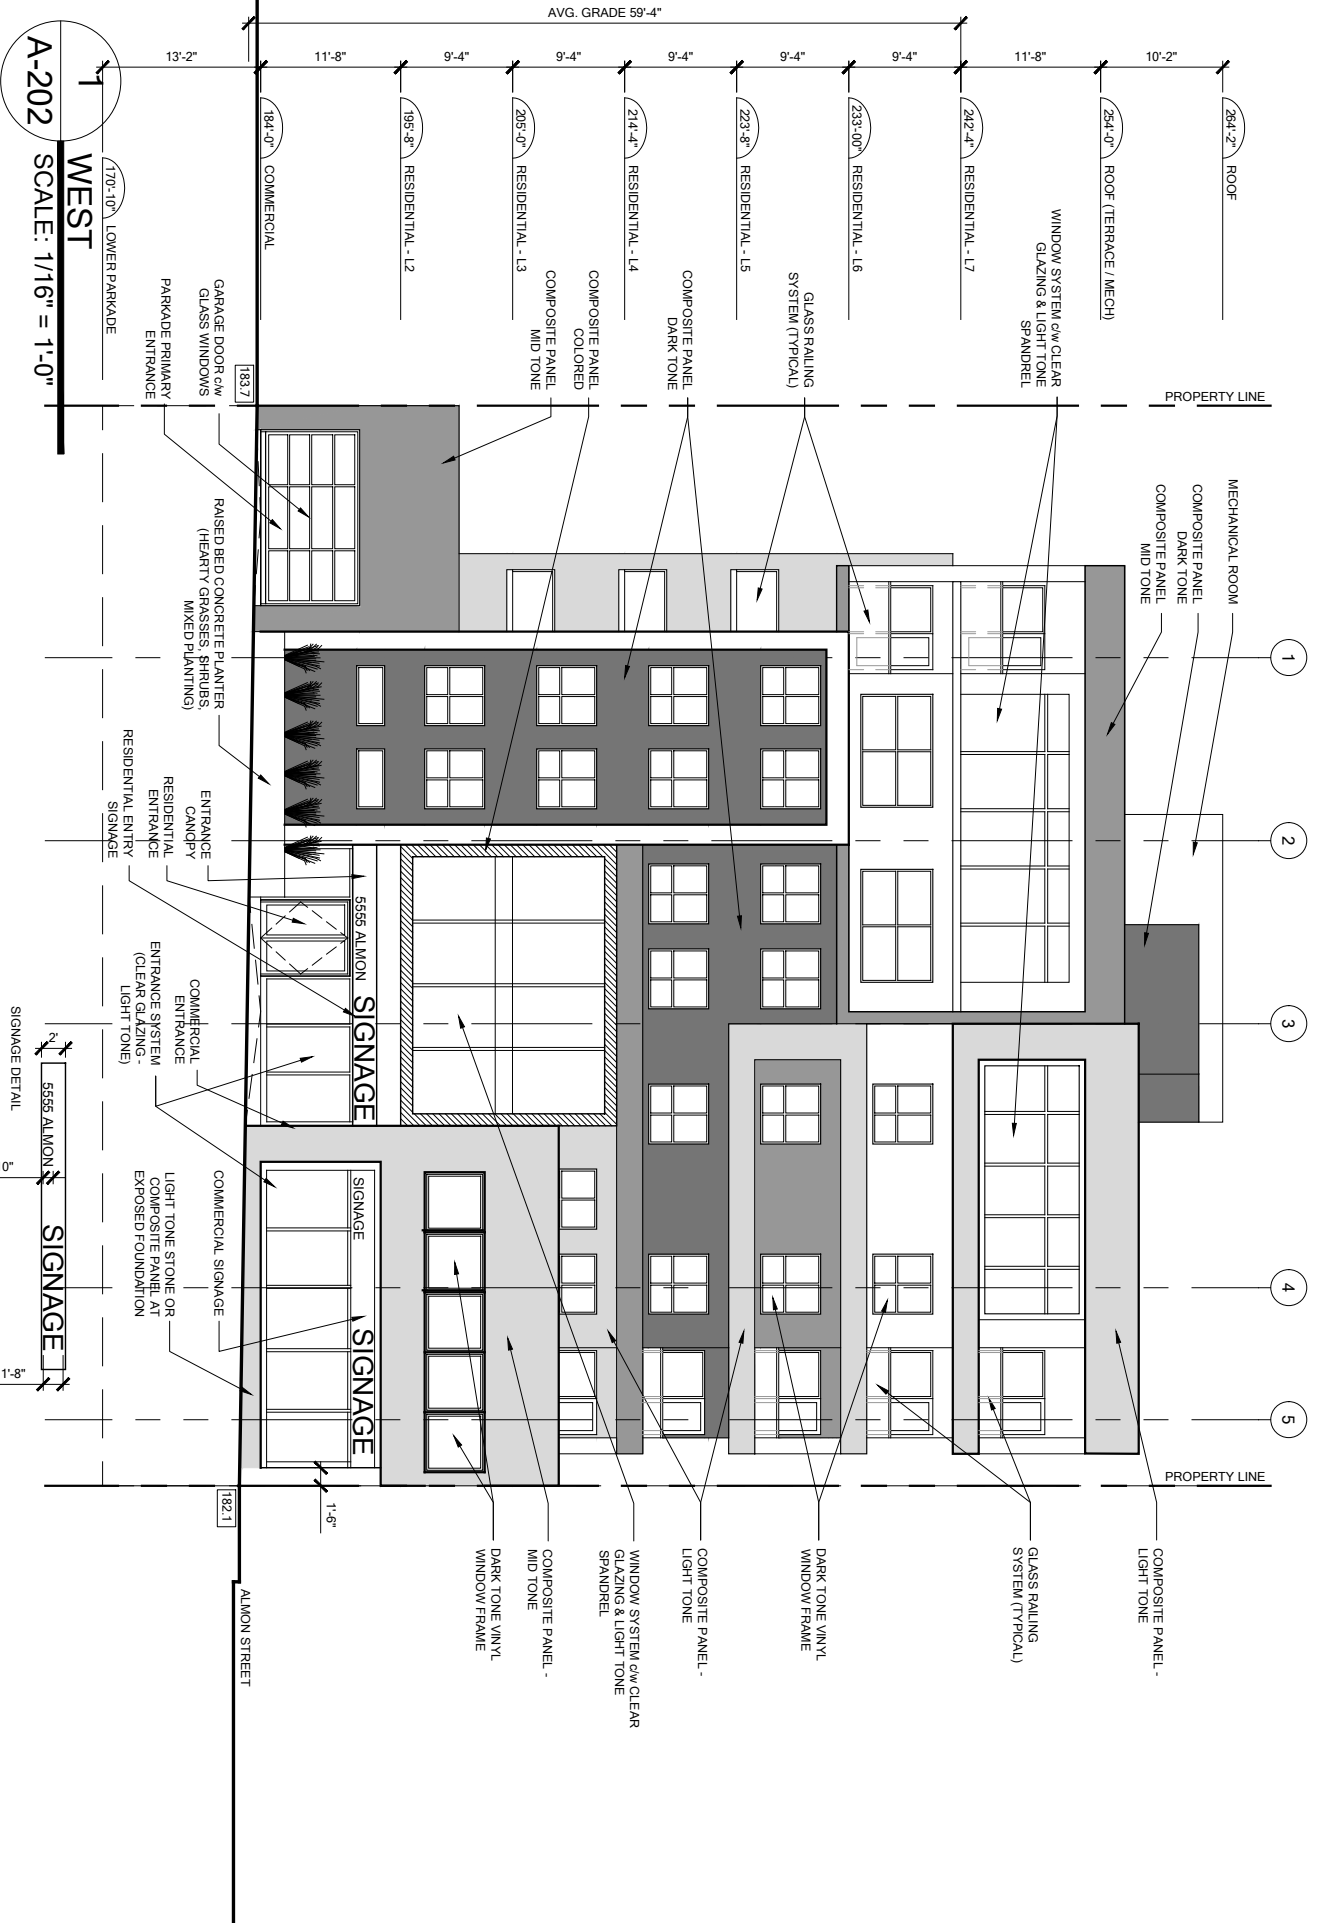 AVG. GRADE 59'-4"
13'-2"
11'-8"
9'-4"
9'-4"
9'-4"
9'-4"
9'-4"
11'-8"
10'-2"
264'-2"
ROOF
254'-0"
ROOF (TERRACE / MECH)
242'-4"
RESIDENTIAL - L7
233'-00"
RESIDENTIAL - L6
223'-8"
RESIDENTIAL - L5
214'-4"
RESIDENTIAL - L4
205'-0"
RESIDENTIAL - L3
195'-8"
RESIDENTIAL - L2
184'-0"
COMMERCIAL
170'-10"
LOWER PARKADE
PROPERTY LINE
PROPERTY LINE
1
2
3
4
5
MECHANICAL ROOM
COMPOSITE PANEL
DARK TONE
COMPOSITE PANEL
MID TONE
WINDOW SYSTEM c/w CLEAR
GLAZING & LIGHT TONE
SPANDREL
GLASS RAILING
SYSTEM (TYPICAL)
COMPOSITE PANEL
DARK TONE
COMPOSITE PANEL
COLORED
COMPOSITE PANEL
MID TONE
183.7
GARAGE DOOR c/w
GLASS WINDOWS
PARKADE PRIMARY
ENTRANCE
RAISED BED CONCRETE PLANTER
(HEARTY GRASSES, SHRUBS,
MIXED PLANTING)
ENTRANCE
CANOPY
RESIDENTIAL
ENTRANCE
RESIDENTIAL ENTRY
SIGNAGE
5555 ALMON
SIGNAGE
COMMERCIAL
ENTRANCE
ENTRANCE SYSTEM
(CLEAR GLAZING -
LIGHT TONE)
SIGNAGE
SIGNAGE
COMMERCIAL SIGNAGE
LIGHT TONE STONE OR
COMPOSITE PANEL AT
EXPOSED FOUNDATION
COMPOSITE PANEL -
LIGHT TONE
GLASS RAILING
SYSTEM (TYPICAL)
DARK TONE VINYL
WINDOW FRAME
COMPOSITE PANEL -
LIGHT TONE
WINDOW SYSTEM c/w CLEAR
GLAZING & LIGHT TONE
SPANDREL
COMPOSITE PANEL -
MID TONE
DARK TONE VINYL
WINDOW FRAME
1'-6"
182.1
ALMON STREET
1
A-202
WEST
SCALE: 1/16" = 1'-0"
2'
5555 ALMON
SIGNAGE
0"
1'-8"
SIGNAGE DETAIL